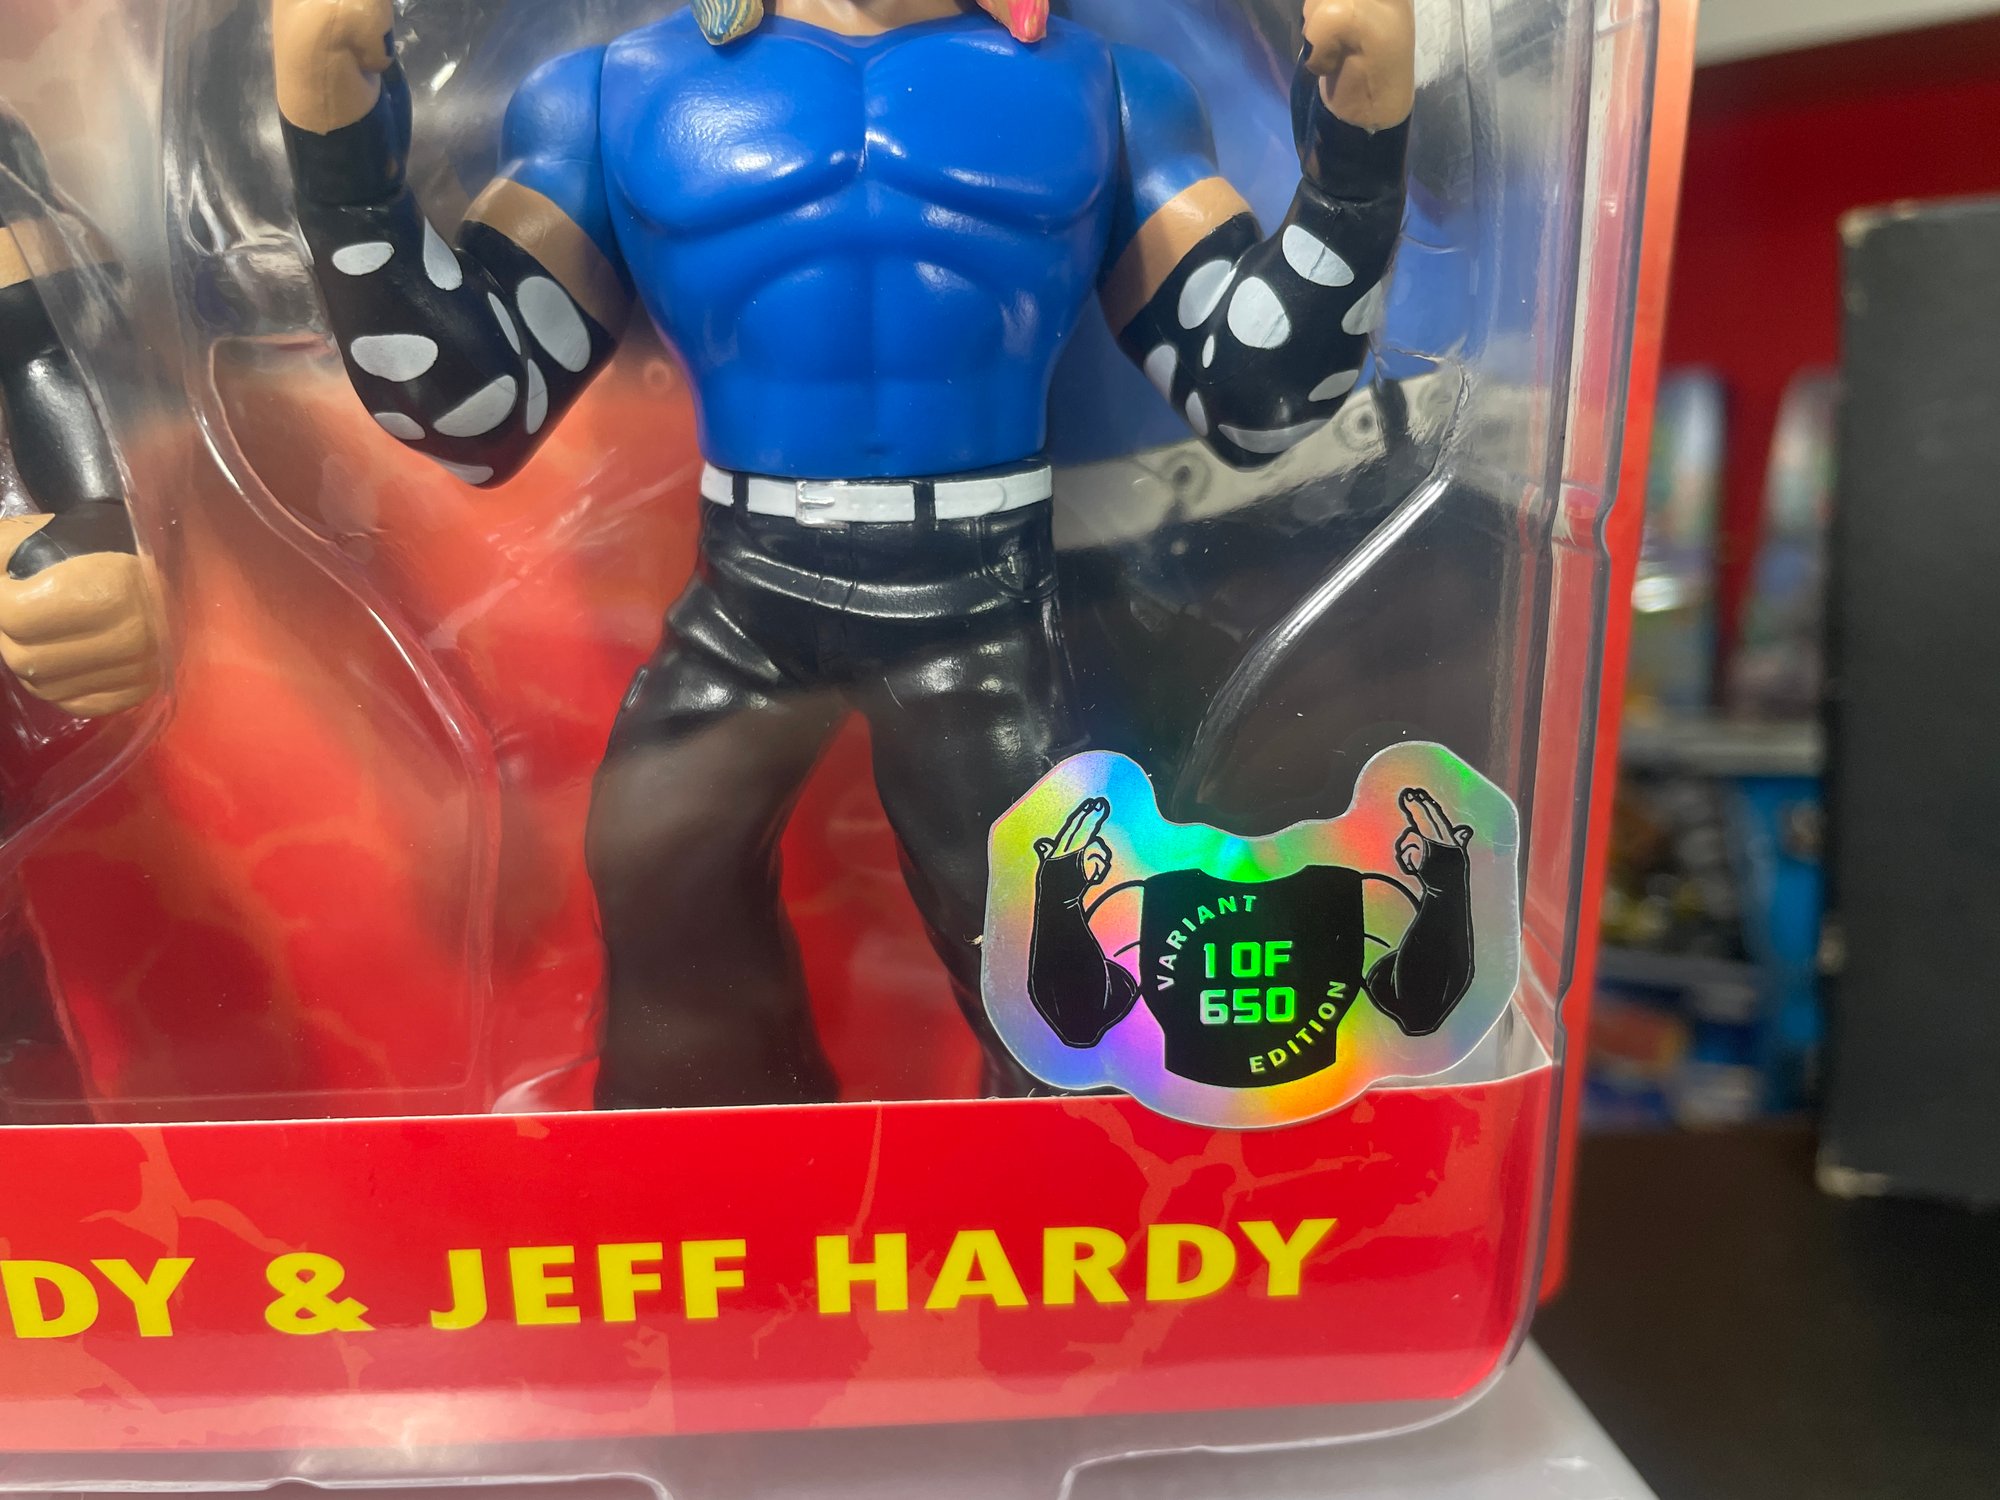 VARIANT
1 OF
650
EDITION
DY & JEFF HARDY